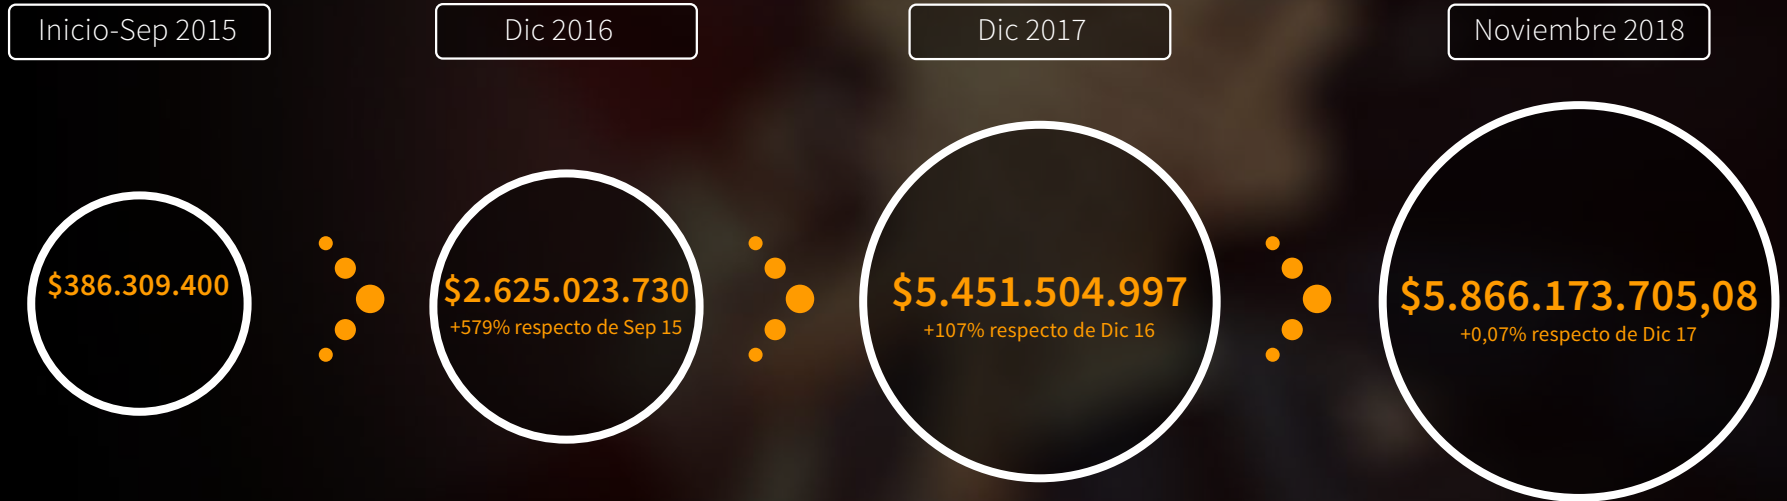 Inicio-Sep 2015
$386.309.400
Dic 2016
$2.625.023.730
+579% respecto de Sep 15
Dic 2017
$5.451.504.997
+107% respecto de Dic 16
Noviembre 2018
$5.866.173.705,08
+0,07% respecto de Dic 17